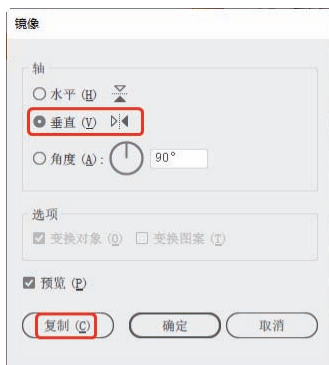 镜像
轴
水平 (H)
垂直 (V)
角度 (A): 90°
选项
变换对象 (O) 变换图案 (T)
预览 (P)
复制 (C) 确定 取消